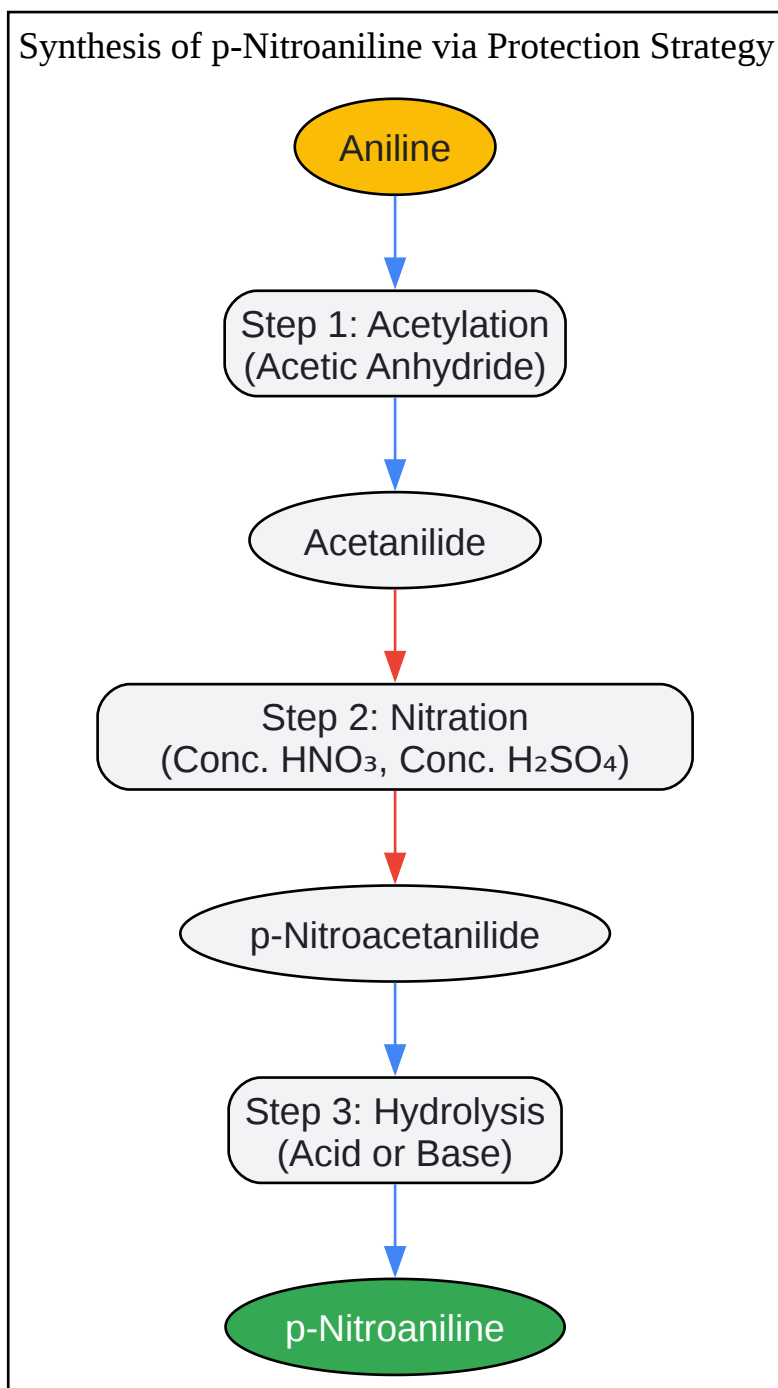 Synthesis of p-Nitroaniline via Protection Strategy
Aniline
Step 1: Acetylation
(Acetic Anhydride)
Acetanilide
Step 2: Nitration
(Conc. HNO₃, Conc. H₂SO₄)
p-Nitroacetanilide
Step 3: Hydrolysis
(Acid or Base)
p-Nitroaniline